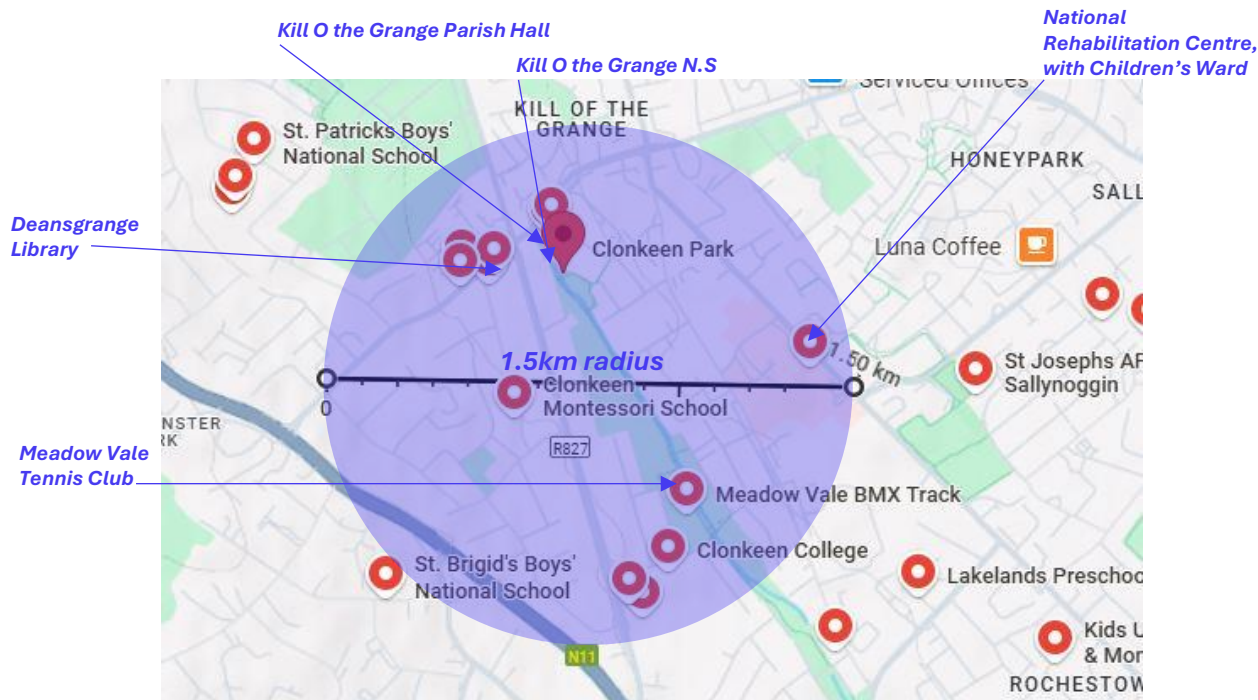 Kill O the Grange Parish Hall
Kill O the Grange N.S
National
Rehabilitation Centre,
with Children's Ward
Serviced Offices
KILL OF THE
GRANGE
St. Patricks Boys'
National School
HONEYPARK
SALL
Deansgrange
Library
Clonkeen Park
Luna Coffee
1.5km radius
1.50 km
St Josephs AF
Sallynoggin
0
Clonkeen
Montessori School
NSTER
RK
R827
Meadow Vale
Tennis Club
Meadow Vale BMX Track
Clonkeen College
St. Brigid's Boys'
National School
Lakelands Preschoo
Kids U
& Mor
N11
ROCHESTOW